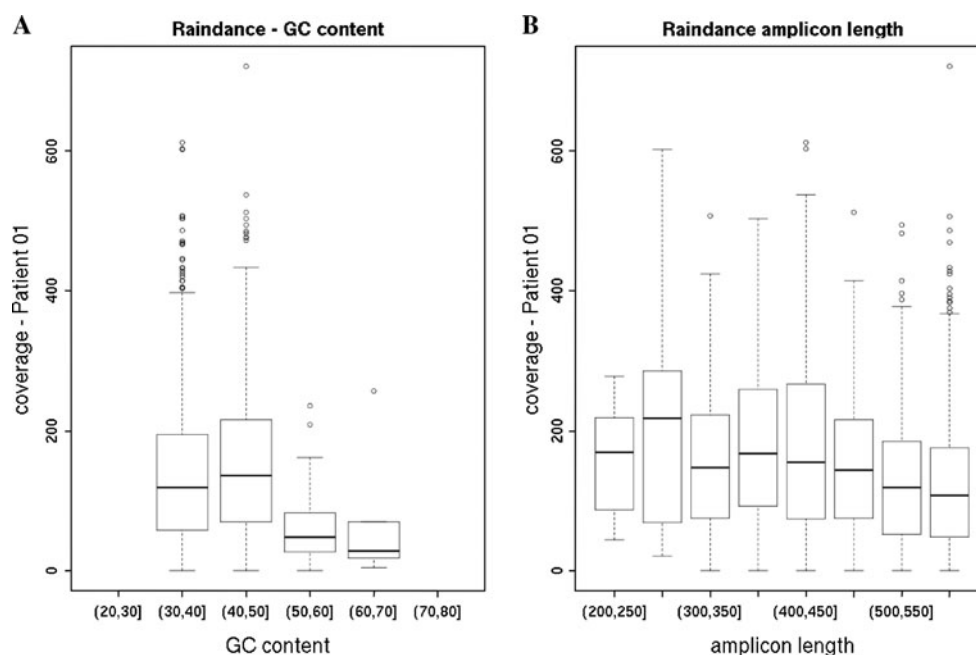 A
Raindance - GC content
coverage - Patient 01
600
400
200
0
(20,30]
(30,40]
(40,50]
(50,60]
(60,70]
(70,80]
GC content
B
Raindance amplicon length
coverage - Patient 01
600
400
200
0
(200,250]
(300,350]
(400,450]
(500,550]
amplicon length